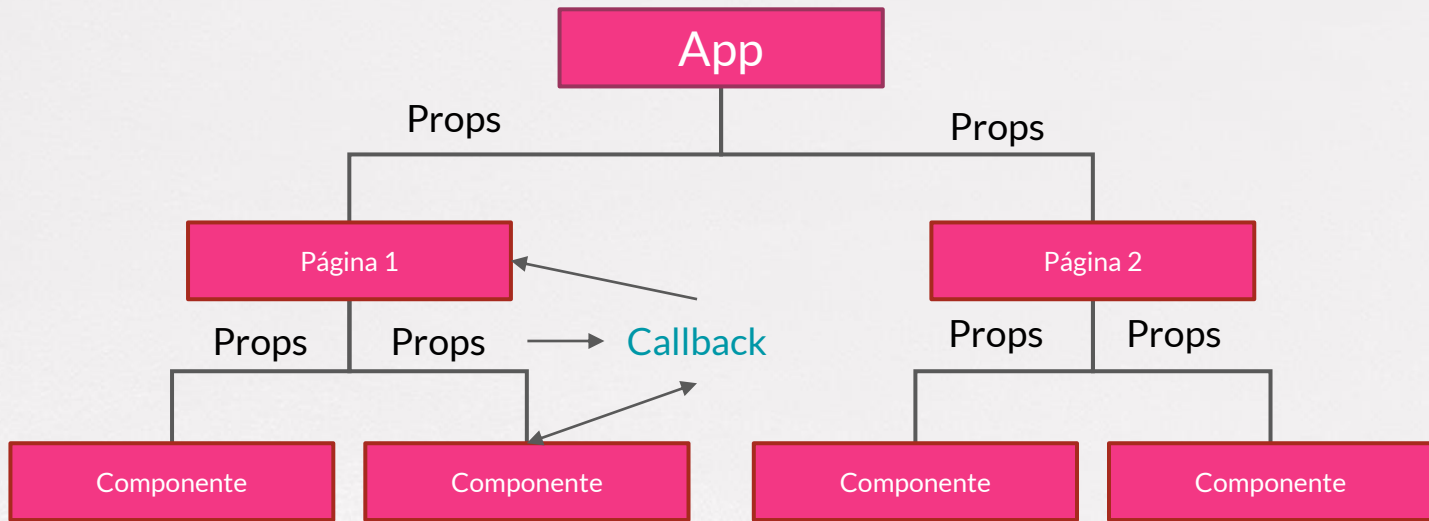 App
Props
Props
Página 1
Página 2
Props
Props
Callback
Props
Props
Componente
Componente
Componente
Componente